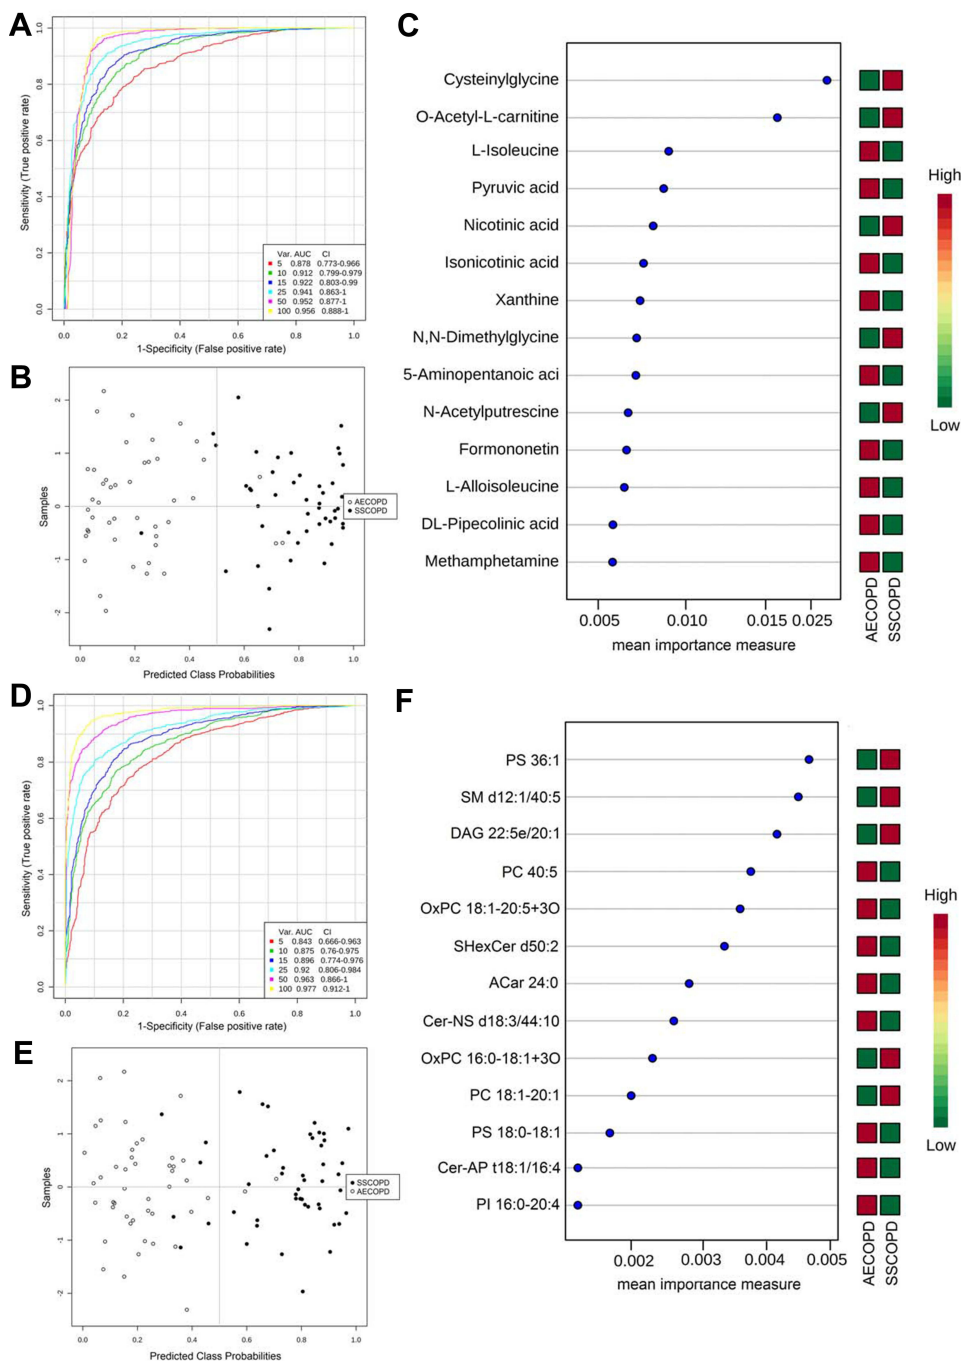 A
Sensitivity (True positive rate)
1.0
0.8
0.6
0.4
0.2
0.0
Var. AUC CI
5 0.878 0.773-0.966
10 0.912 0.799-0.979
15 0.922 0.803-0.99
25 0.941 0.863-1
50 0.952 0.877-1
100 0.956 0.888-1
0.0 0.2 0.4 0.6 0.8 1.0
1-Specificity (False positive rate)
B
Samples
2
1
0
-1
-2
AECOPD
SSCOPD
0.0 0.2 0.4 0.6 0.8 1.0
Predicted Class Probabilities
C
Cysteinylglycine
O-Acetyl-L-carnitine
L-Isoleucine
Pyruvic acid
Nicotinic acid
Isonicotinic acid
Xanthine
N,N-Dimethylglycine
5-Aminopentanoic aci
N-Acetylputrescine
Formononetin
L-Alloisoleucine
DL-Pipecolinic acid
Methamphetamine
0.005 0.010 0.015 0.025
mean importance measure
AECOPD
SSCOPD
High
Low
D
Sensitivity (True positive rate)
1.0
0.8
0.6
0.4
0.2
0.0
Var. AUC CI
5 0.843 0.666-0.963
10 0.875 0.76-0.975
15 0.896 0.774-0.976
25 0.92 0.806-0.984
50 0.963 0.866-1
100 0.977 0.912-1
0.0 0.2 0.4 0.6 0.8 1.0
1-Specificity (False positive rate)
E
Samples
2
1
0
-1
-2
SSCOPD
AECOPD
0.0 0.2 0.4 0.6 0.8 1.0
Predicted Class Probabilities
F
PS 36:1
SM d12:1/40:5
DAG 22:5e/20:1
PC 40:5
OxPC 18:1-20:5+3O
SHexCer d50:2
ACar 24:0
Cer-NS d18:3/44:10
OxPC 16:0-18:1+3O
PC 18:1-20:1
PS 18:0-18:1
Cer-AP t18:1/16:4
PI 16:0-20:4
0.002 0.003 0.004 0.005
mean importance measure
AECOPD
SSCOPD
High
Low